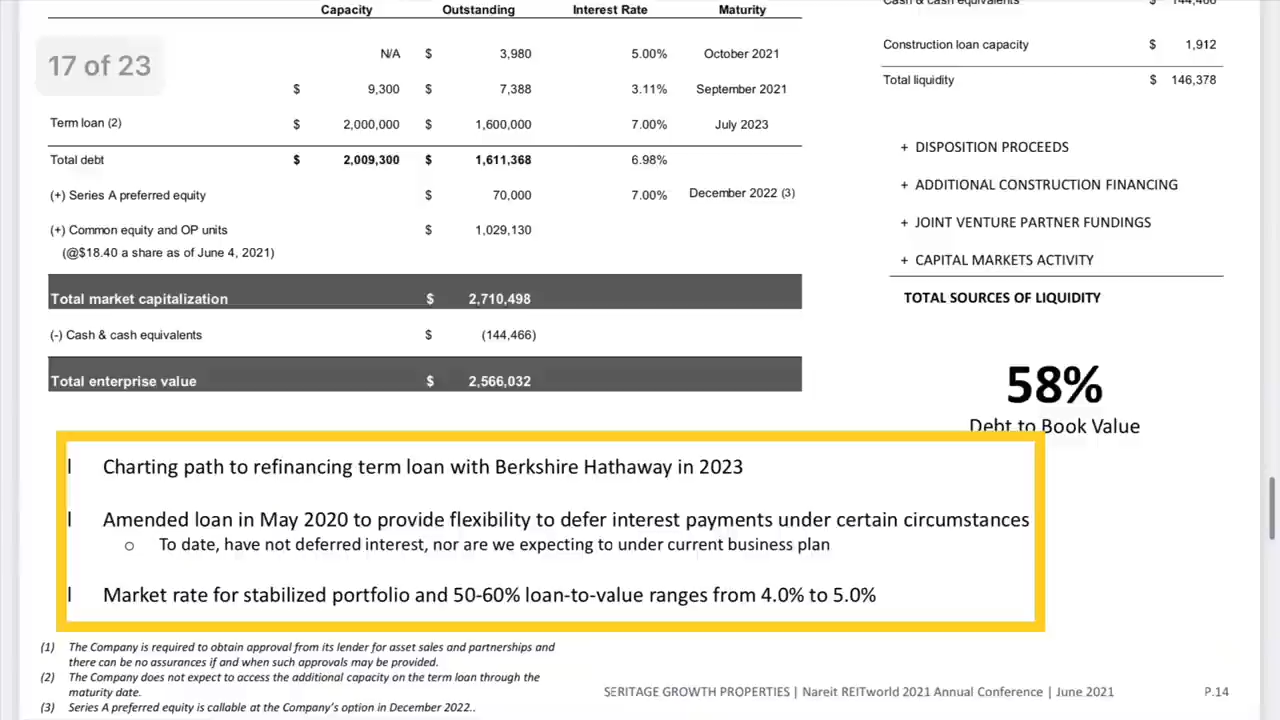 Capacity Outstanding Interest Rate Maturity
17 of 23
N/A $ 3,980 5.00% October 2021
$ 9,300 $ 7,388 3.11% September 2021
Term loan (2) $ 2,000,000 $ 1,600,000 7.00% July 2023
Total debt $ 2,009,300 $ 1,611,368 6.98%
(+) Series A preferred equity $ 70,000 7.00% December 2022 (3)
(+) Common equity and OP units $ 1,029,130
(@$18.40 a share as of June 4, 2021)
Total market capitalization $ 2,710,498
(-) Cash & cash equivalents $ (144,466)
Total enterprise value $ 2,566,032
Cash & cash equivalents $ 144,466
Construction loan capacity $ 1,912
Total liquidity $ 146,378
+ DISPOSITION PROCEEDS
+ ADDITIONAL CONSTRUCTION FINANCING
+ JOINT VENTURE PARTNER FUNDINGS
+ CAPITAL MARKETS ACTIVITY
TOTAL SOURCES OF LIQUIDITY
58%
Debt to Book Value
l Charting path to refinancing term loan with Berkshire Hathaway in 2023
l Amended loan in May 2020 to provide flexibility to defer interest payments under certain circumstances
o To date, have not deferred interest, nor are we expecting to under current business plan
l Market rate for stabilized portfolio and 50-60% loan-to-value ranges from 4.0% to 5.0%
(1) The Company is required to obtain approval from its lender for asset sales and partnerships and
there can be no assurances if and when such approvals may be provided.
(2) The Company does not expect to access the additional capacity on the term loan through the
maturity date.
(3) Series A preferred equity is callable at the Company's option in December 2022..
SERITAGE GROWTH PROPERTIES | Nareit REITworld 2021 Annual Conference | June 2021 P.14